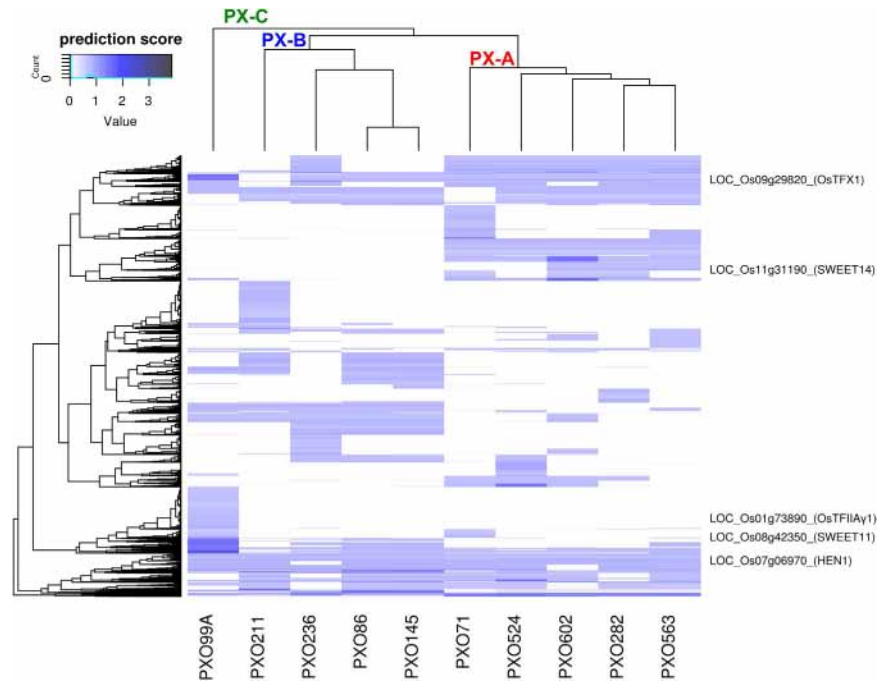 PX-C
prediction score
PX-B
PX-A
Count
0
0 1 2 3
Value
LOC_Os09g29820_(OsTFX1)
LOC_Os11g31190_(SWEET14)
LOC_Os01g73890_(OsTFIIAγ1)
LOC_Os08g42350_(SWEET11)
LOC_Os07g06970_(HEN1)
PXO99A
PXO211
PXO236
PXO86
PXO145
PXO71
PXO524
PXO602
PXO282
PXO563